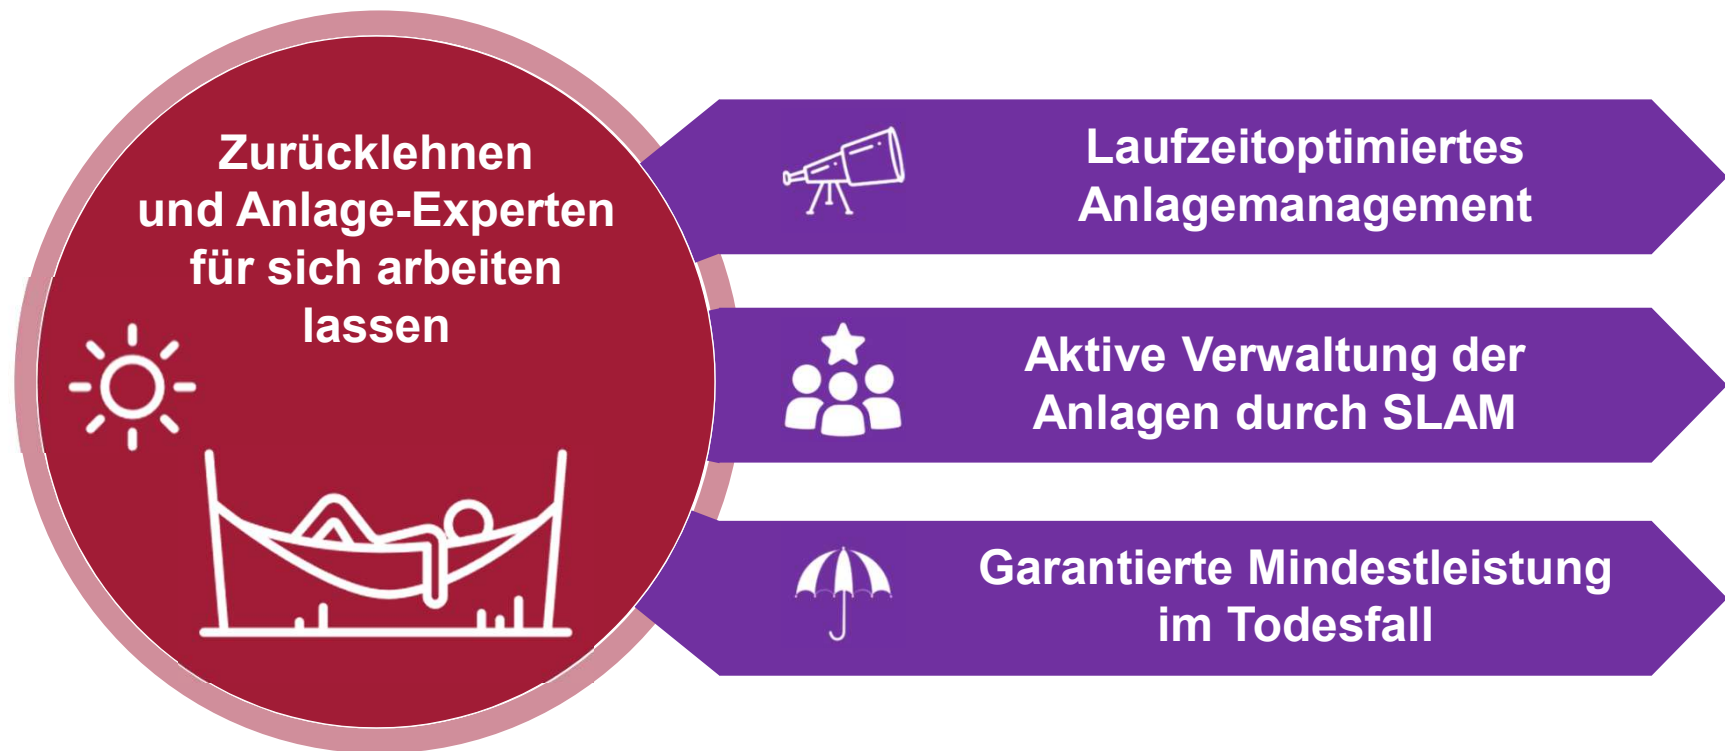 Zurücklehnen
und Anlage-Experten
für sich arbeiten
lassen
Laufzeitoptimiertes
Anlagemanagement
Aktive Verwaltung der
Anlagen durch SLAM
Garantierte Mindestleistung
im Todesfall